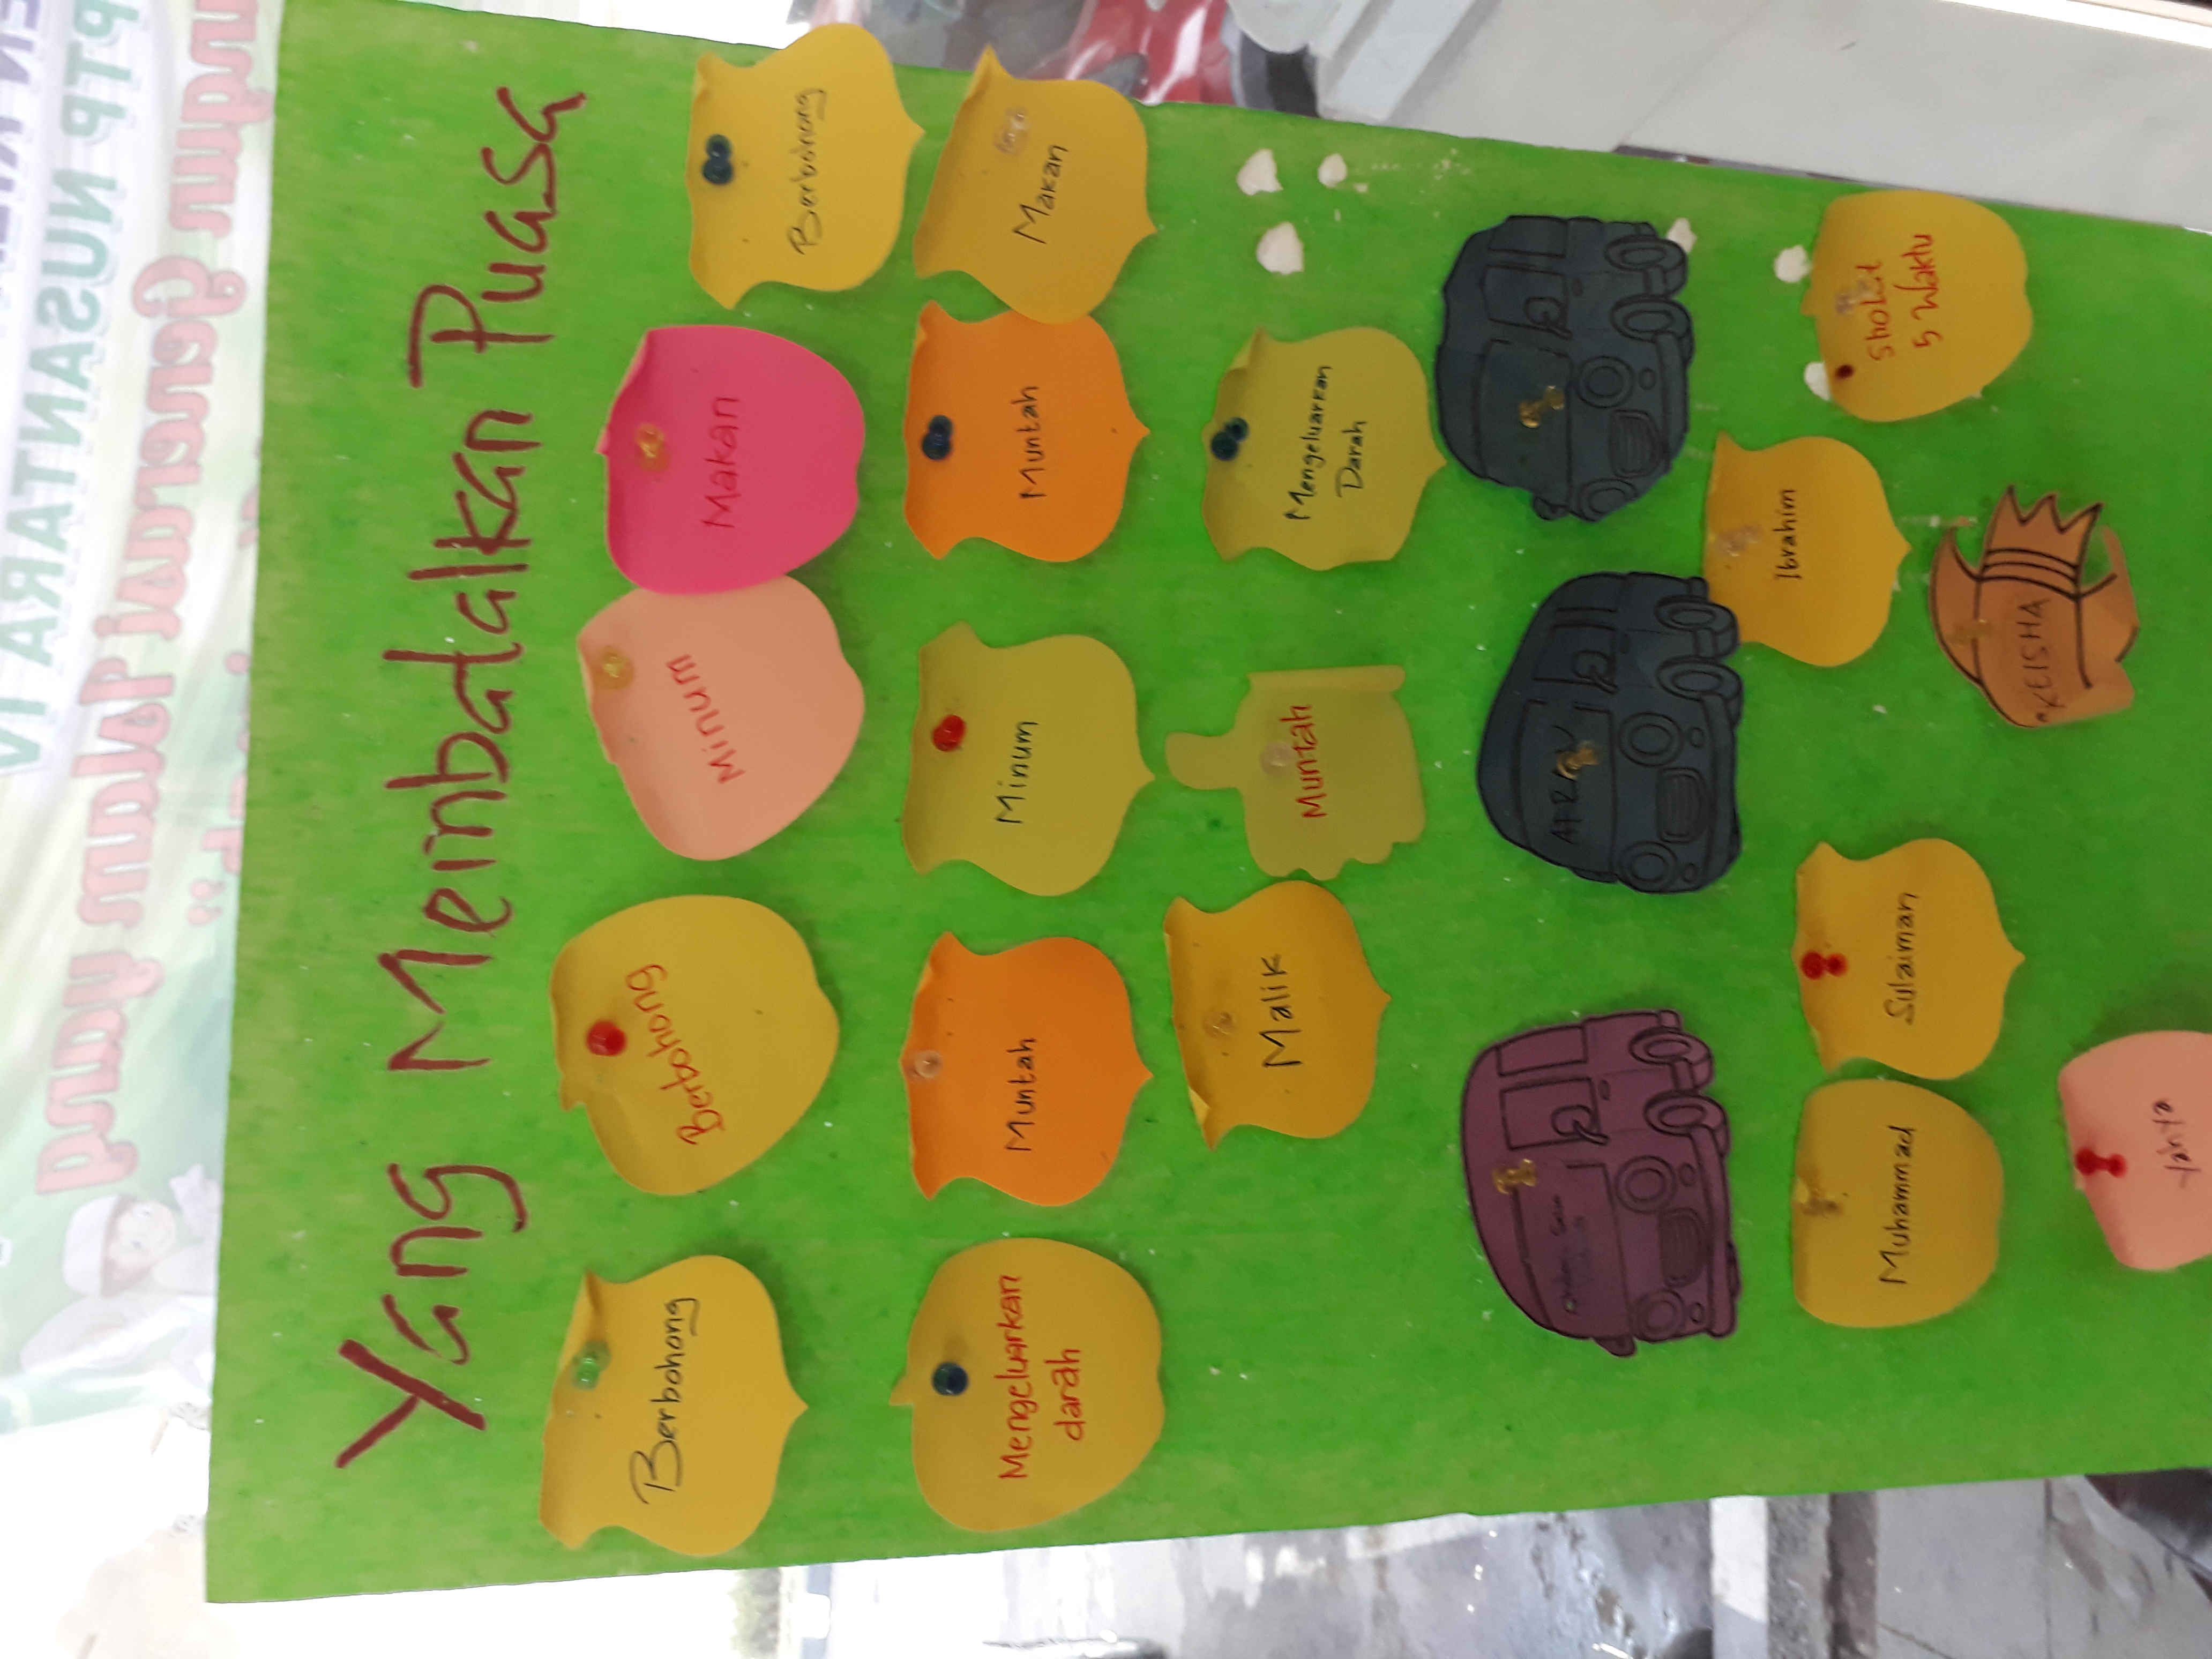 PTP NUSANTARA IV
ngun Generasi Islam yang
Yang Membatalkan Puasa
Berbohong
Berbohong
Minum
Makan
Berbohong
Mengeluarkan
darah
Muntah
Minum
Muntah
Makan
Malik
Muntah
Mengeluarkan
Darah
Ibrahim
Muhammad
Sulaiman
Sholat
5 Waktu
KEISHA
Yahya